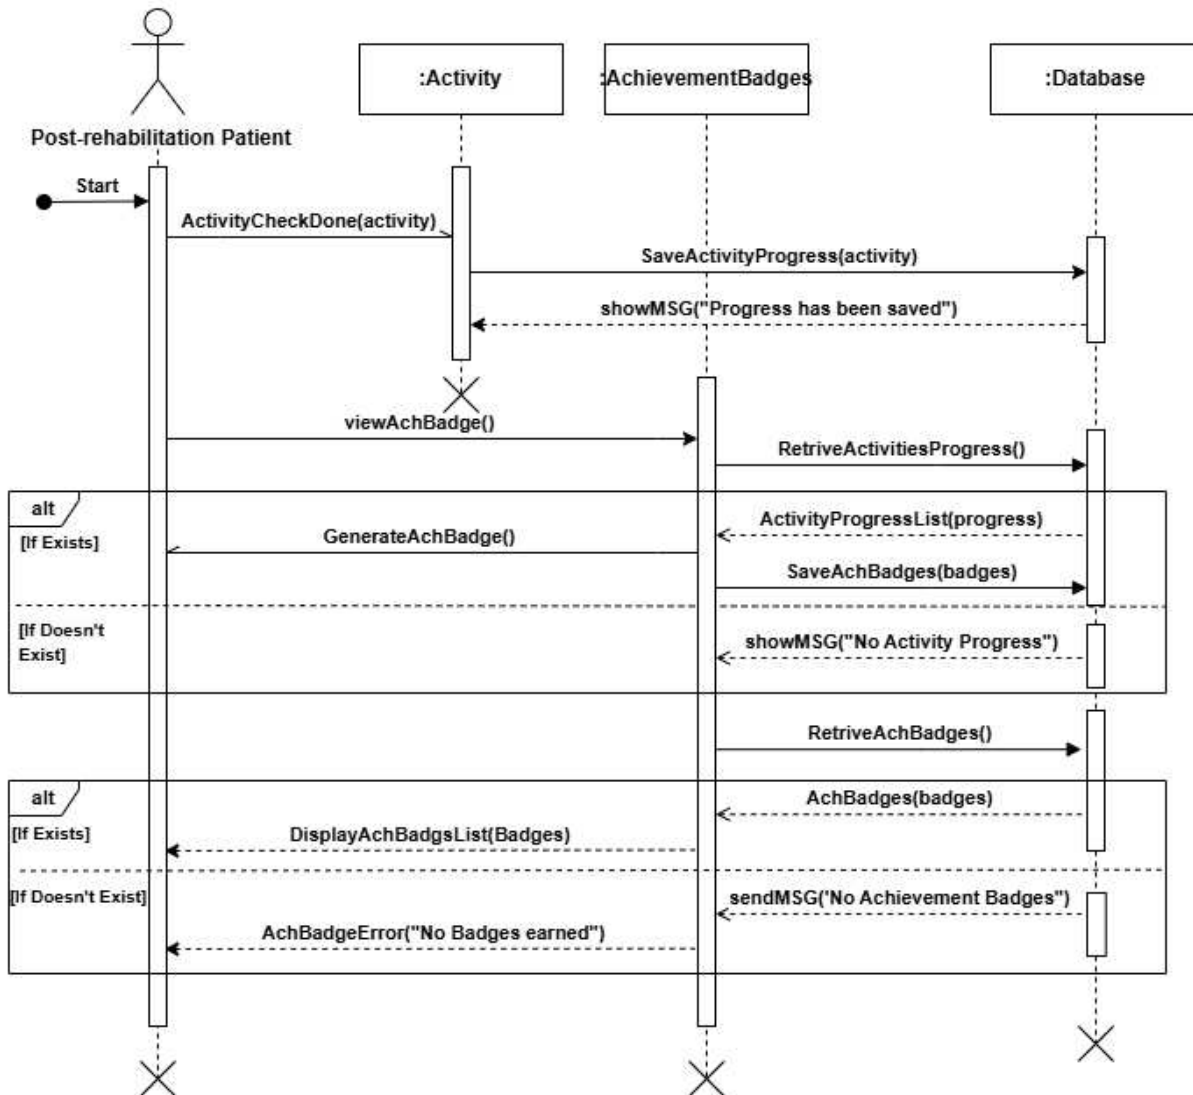 :Activity
:AchievementBadges
:Database
Post-rehabilitation Patient
Start
ActivityCheckDone(activity)
SaveActivityProgress(activity)
showMSG("Progress has been saved")
viewAchBadge()
RetriveActivitiesProgress()
alt
[If Exists]
ActivityProgressList(progress)
GenerateAchBadge()
SaveAchBadges(badges)
[If Doesn't
Exist]
showMSG("No Activity Progress")
RetriveAchBadges()
alt
[If Exists]
AchBadges(badges)
DisplayAchBadgsList(Badges)
[If Doesn't Exist]
sendMSG('No Achievement Badges")
AchBadgeError("No Badges earned")